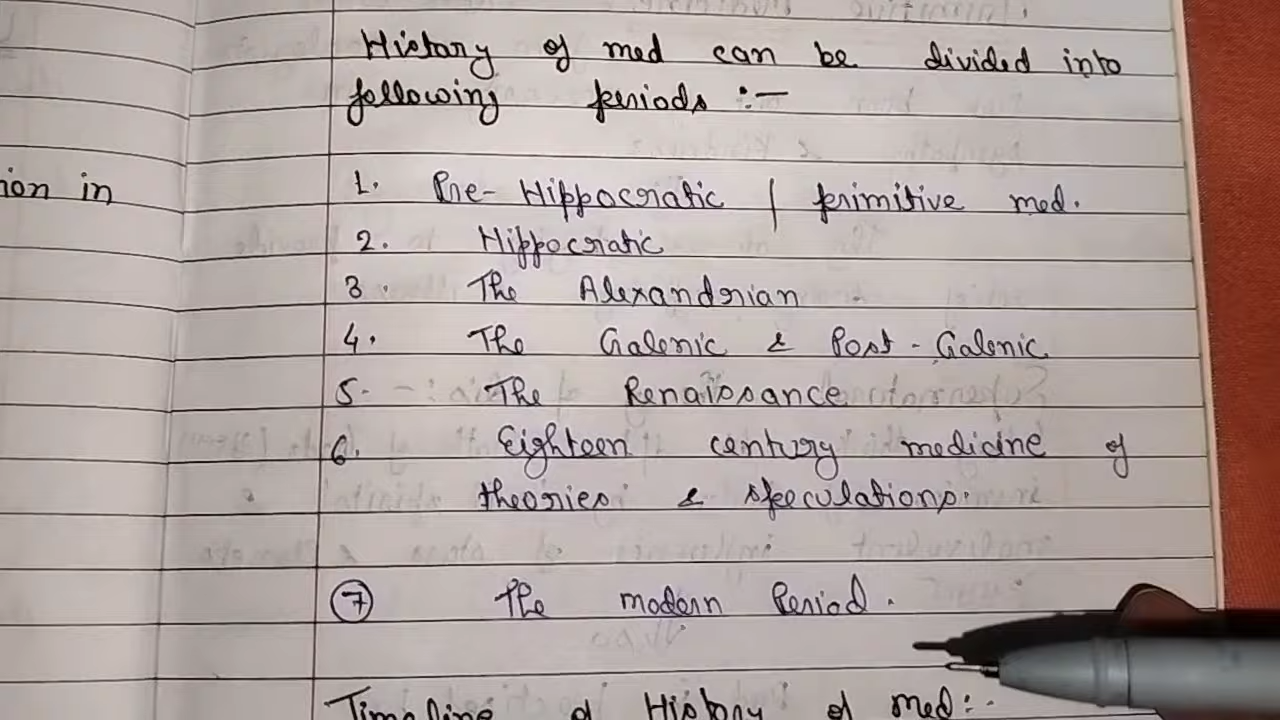 History of med can be divided into
following periods :-
ion in
1. Pre-Hippocratic / primitive med.
2. Hippocratic
3. The Alexandrian
4. The Galenic & Post-Galenic
5. The Renaissance
6. Eighteen century medicine of
theories & speculations.
7 The modern Period.
Timeline of History of med:-